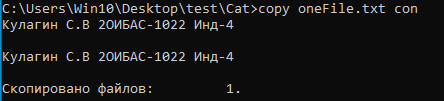 C:\Users\Win10\Desktop\test\Cat>copy oneFile.txt con
Кулагин С.В 2ОИБАС-1022 Инд-4
Кулагин С.В 2ОИБАС-1022 Инд-4
Скопировано файлов:         1.